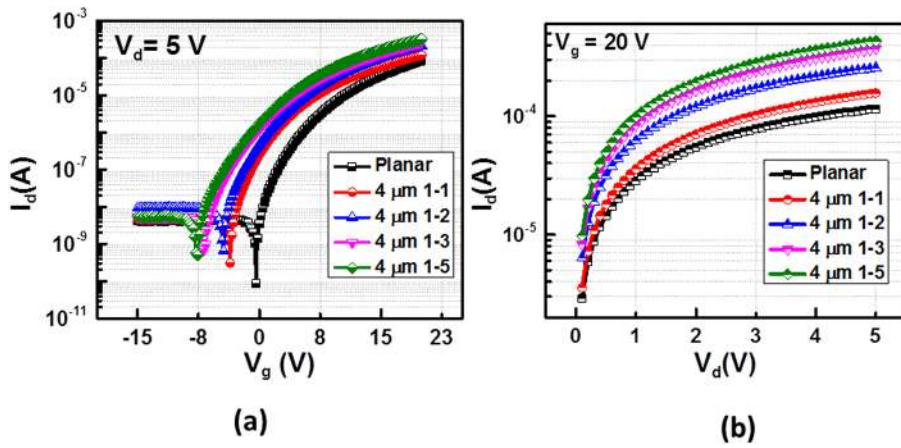 V_d= 5 V
I_d(A)
10^-3
10^-5
10^-7
10^-9
10^-11
Planar
4 μm 1-1
4 μm 1-2
4 μm 1-3
4 μm 1-5
-15 -8 0 8 15 23
V_g (V)
(a)
V_g = 20 V
I_d(A)
10^-4
10^-5
Planar
4 μm 1-1
4 μm 1-2
4 μm 1-3
4 μm 1-5
0 1 2 3 4 5
V_d(V)
(b)